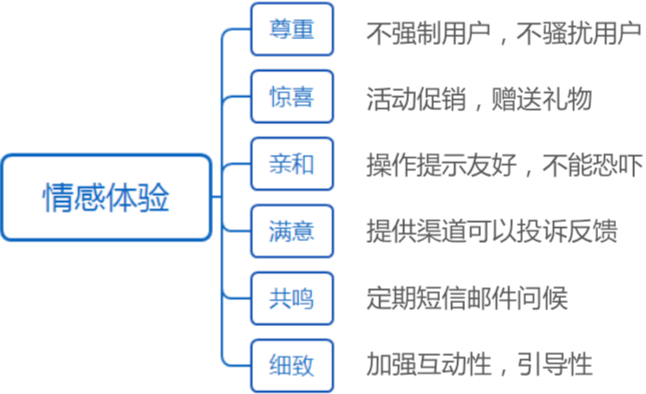 情感体验
尊重
不强制用户，不骚扰用户
惊喜
活动促销，赠送礼物
亲和
操作提示友好，不能恐吓
满意
提供渠道可以投诉反馈
共鸣
定期短信邮件问候
细致
加强互动性，引导性